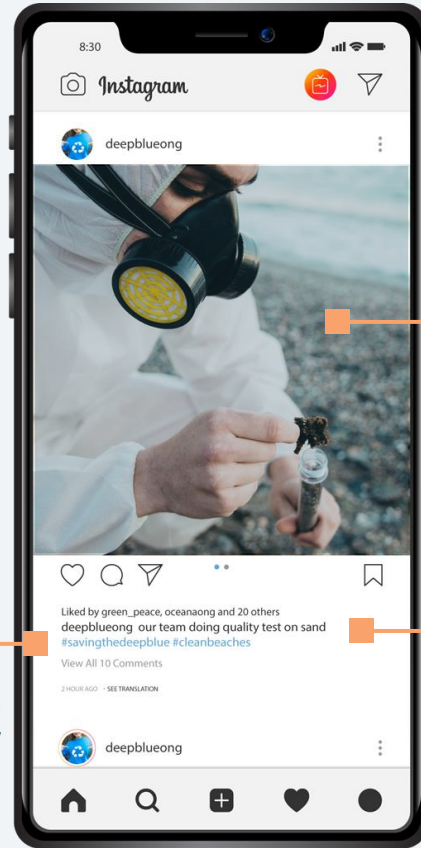 8:30
Instagram
deepblueong
Liked by green_peace, oceanaong and 20 others
deepblueong our team doing quality test on sand
#savingthedeepblue #cleanbeaches
View All 10 Comments
2 HOUR AGO · SEE TRANSLATION
deepblueong